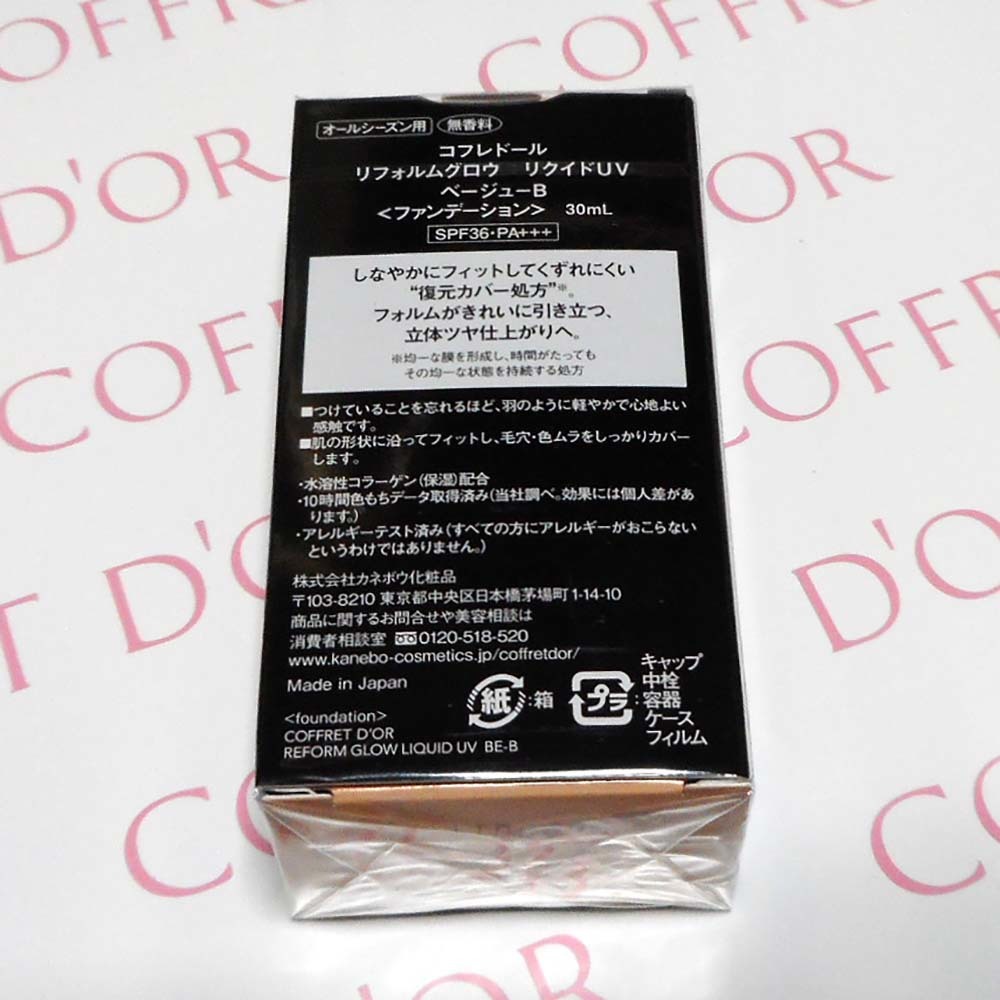 COFFRET D'OR
オールシーズン用 無香料
コフレドール
リフォルムグロウ リクイドUV
ベージュ－B
＜ファンデーション＞ 30mL
SPF36・PA+++
しなやかにフィットしてくずれにくい
“復元カバー処方”※。
フォルムがきれいに引き立つ、
立体ツヤ仕上がりへ。
※均一な膜を形成し、時間がたっても
その均一な状態を持続する処方
■つけていることを忘れるほど、羽のように軽やかで心地よい
感触です。
■肌の形状に沿ってフィットし、毛穴・色ムラをしっかりカバー
します。
・水溶性コラーゲン（保湿）配合
・10時間色もちデータ取得済み（当社調べ。効果には個人差があ
ります。）
・アレルギーテスト済み（すべての方にアレルギーがおこらない
というわけではありません。）
株式会社カネボウ化粧品
〒103-8210 東京都中央区日本橋茅場町1-14-10
商品に関するお問合せや美容相談は
消費者相談室 0120-518-520
www.kanebo-cosmetics.jp/coffretdor/
Made in Japan
紙：箱
プラ：キャップ
中栓
容器
ケース
フィルム
<foundation>
COFFRET D'OR
REFORM GLOW LIQUID UV BE-B